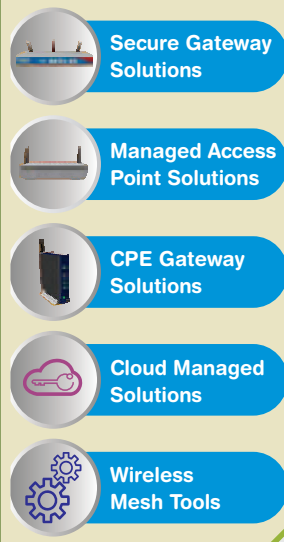 Secure Gateway
Solutions
Managed Access
Point Solutions
CPE Gateway
Solutions
Cloud Managed
Solutions
Wireless
Mesh Tools